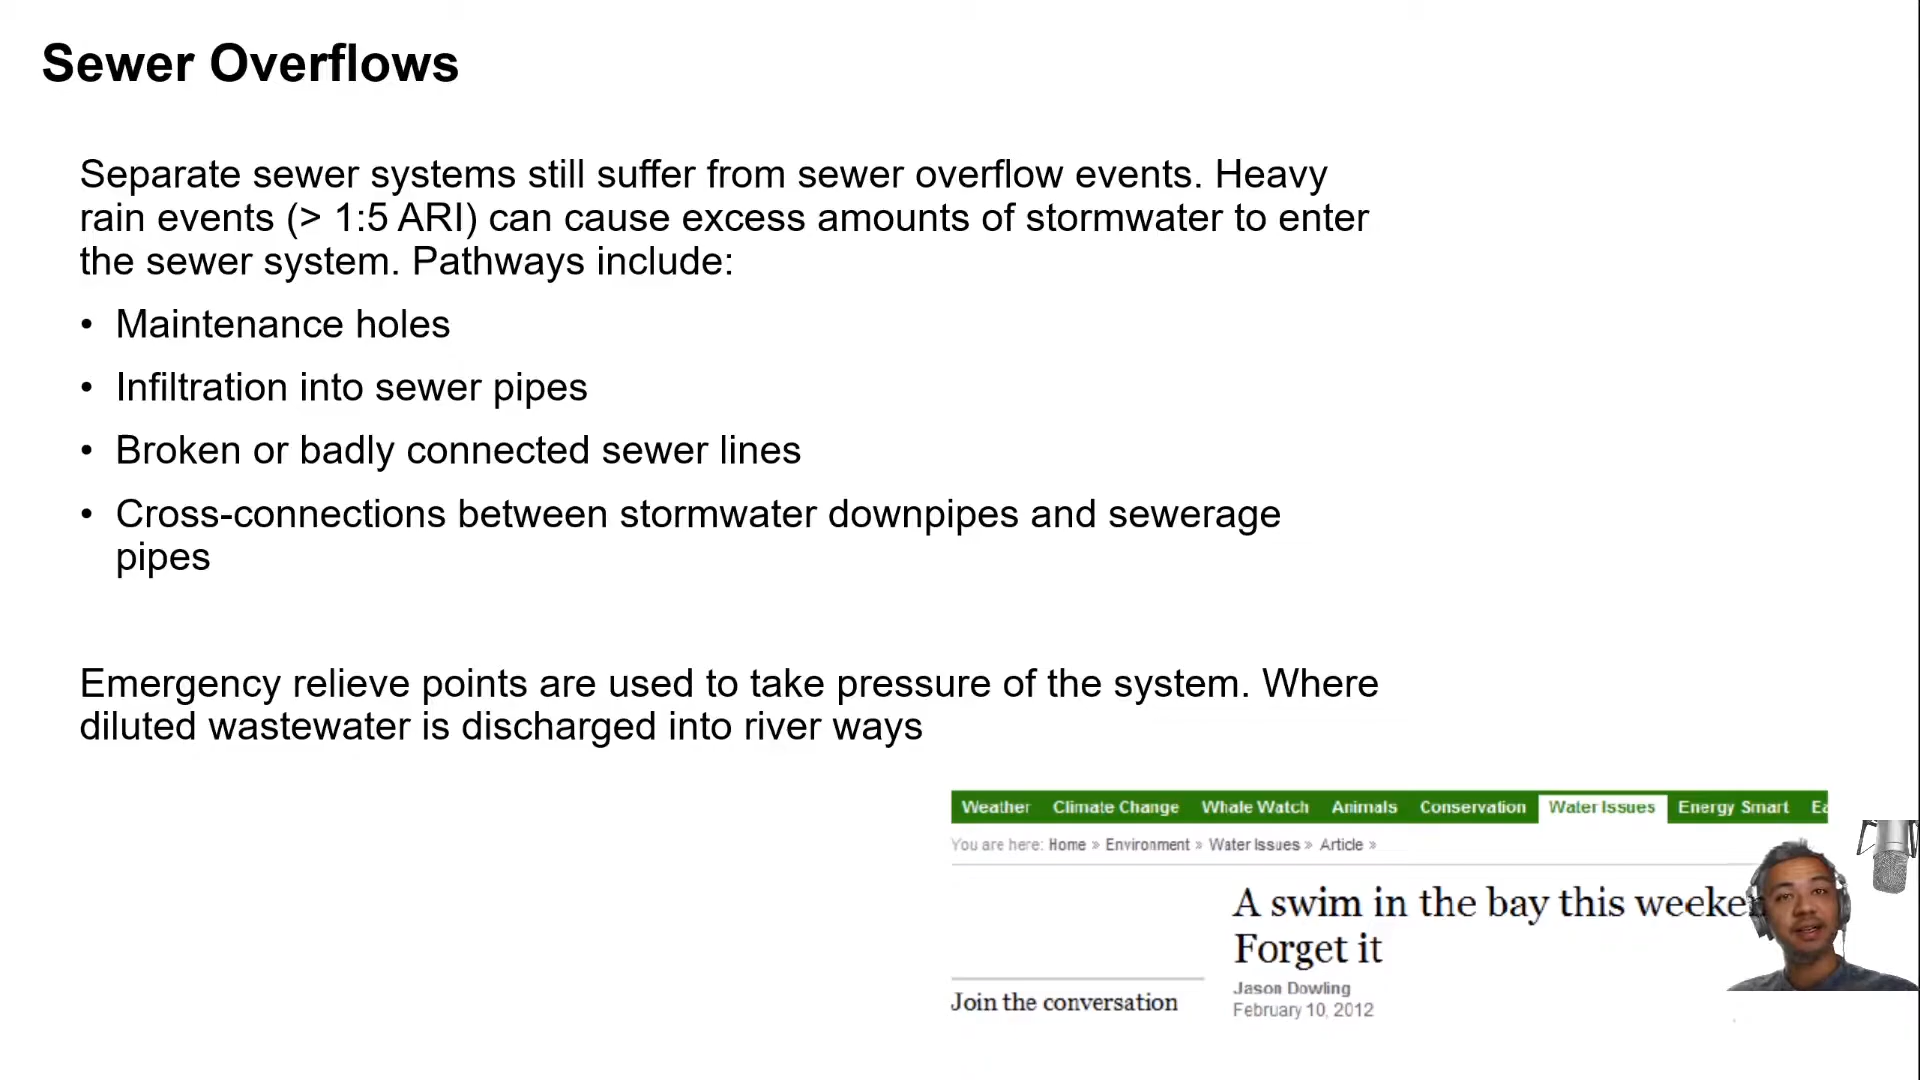 Sewer Overflows
Separate sewer systems still suffer from sewer overflow events. Heavy
rain events (> 1:5 ARI) can cause excess amounts of stormwater to enter
the sewer system. Pathways include:
• Maintenance holes
• Infiltration into sewer pipes
• Broken or badly connected sewer lines
• Cross-connections between stormwater downpipes and sewerage
pipes
Emergency relieve points are used to take pressure of the system. Where
diluted wastewater is discharged into river ways
Weather Climate Change Whale Watch Animals Conservation Water Issues Energy Smart
You are here: Home » Environment » Water Issues » Article »
A swim in the bay this
Forget it
Jason Dowling
February 10, 2012
Join the conversation